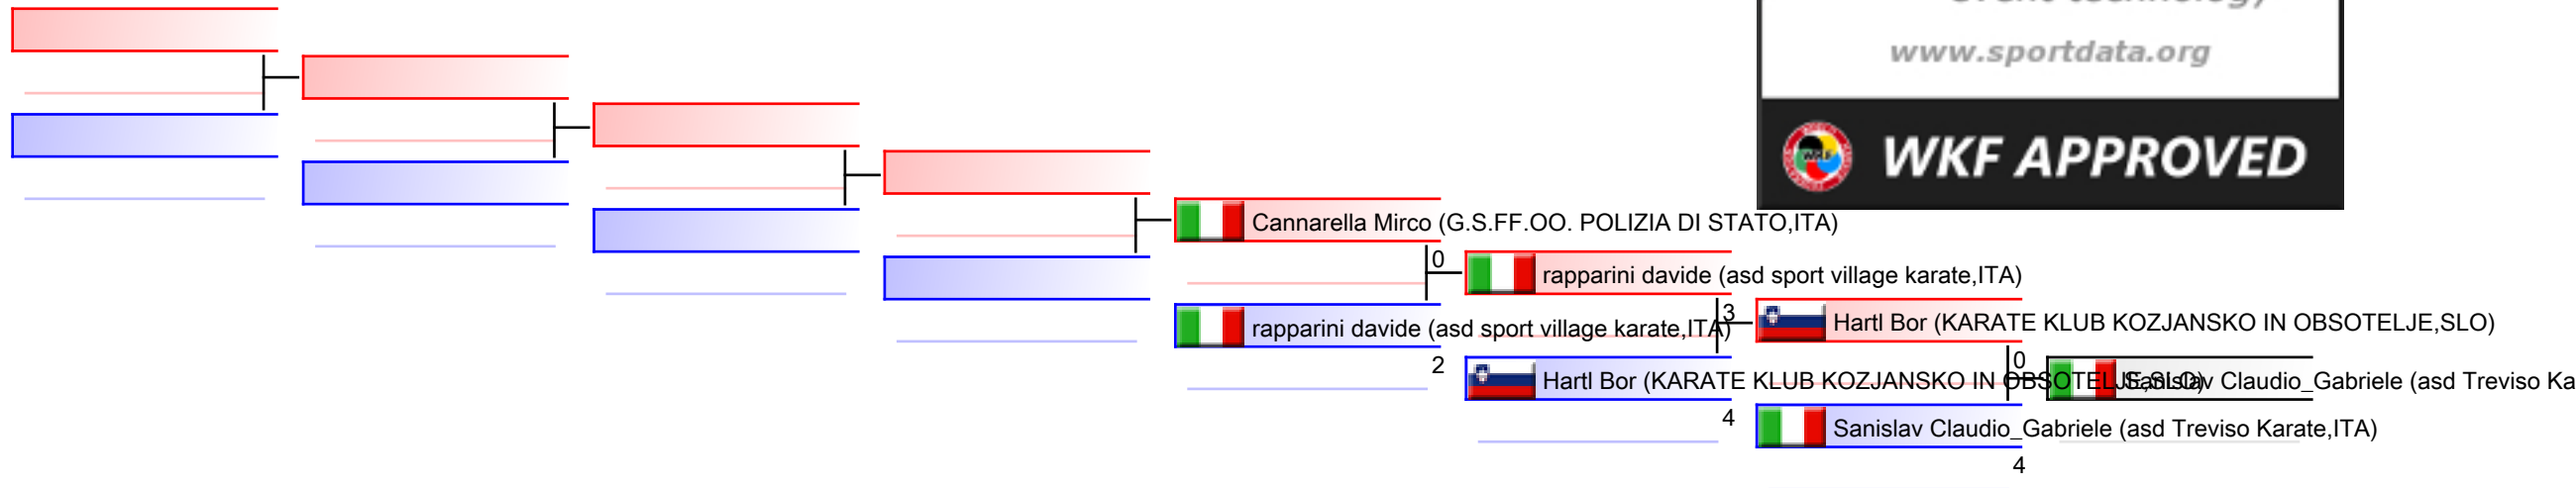 www.sportdata.org
WKF APPROVED
Cannarella Mirco (G.S.FF.OO. POLIZIA DI STATO,ITA)
0
rapparini davide (asd sport village karate,ITA)
3
Hartl Bor (KARATE KLUB KOZJANSKO IN OBSOTELJE,SLO)
rapparini davide (asd sport village karate,ITA)
2
0
Hartl Bor (KARATE KLUB KOZJANSKO IN OBSOTELJE,SLO)
Sanislav Claudio_Gabriele (asd Treviso Ka
4
Sanislav Claudio_Gabriele (asd Treviso Karate,ITA)
4